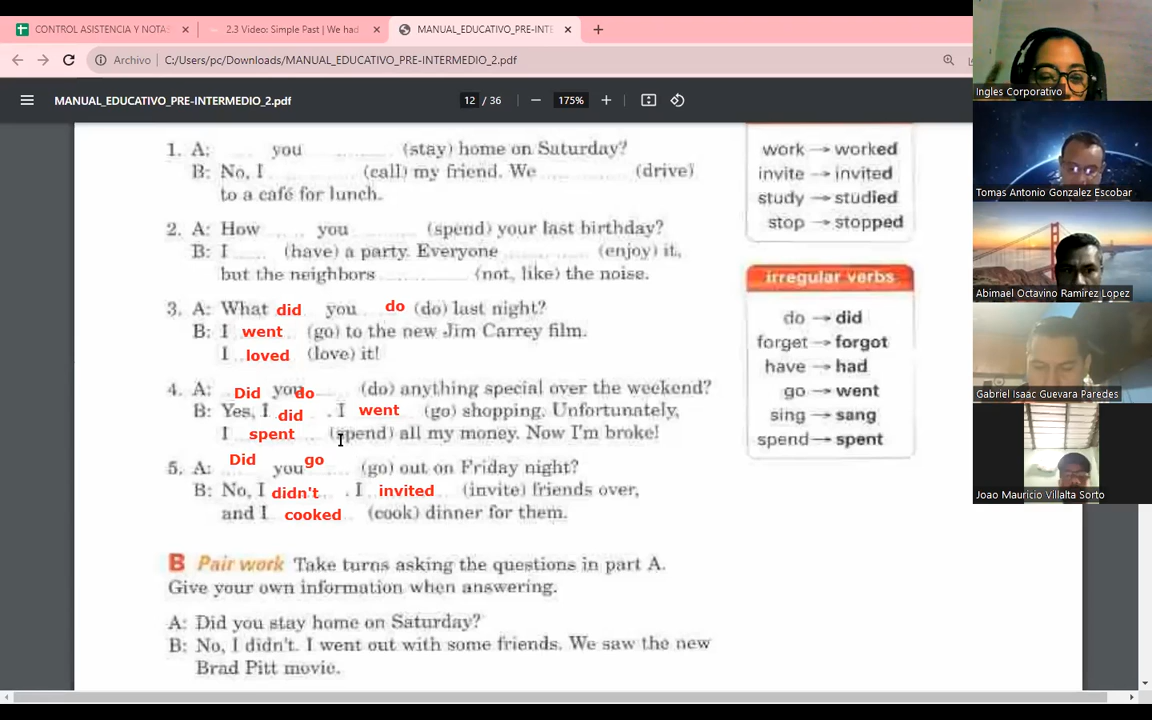 CONTROL ASISTENCIA Y NOTAS
2.3 Video: Simple Past | We had
MANUAL_EDUCATIVO_PRE-INTE
Archivo
C:/Users/pc/Downloads/MANUAL_EDUCATIVO_PRE-INTERMEDIO_2.pdf
MANUAL_EDUCATIVO_PRE-INTERMEDIO_2.pdf
12 / 36
175%
1. A: you (stay) home on Saturday?
B: No, I (call) my friend. We (drive)
to a café for lunch.
2. A: How you (spend) your last birthday?
B: I (have) a party. Everyone (enjoy) it,
but the neighbors (not, like) the noise.
3. A: What did you do (do) last night?
B: I went (go) to the new Jim Carrey film.
I loved (love) it!
4. A: Did you do (do) anything special over the weekend?
B: Yes, I did . I went (go) shopping. Unfortunately,
I spent (spend) all my money. Now I'm broke!
5. A: Did you go (go) out on Friday night?
B: No, I didn't . I invited (invite) friends over,
and I cooked (cook) dinner for them.
B Pair work Take turns asking the questions in part A.
Give your own information when answering.
A: Did you stay home on Saturday?
B: No, I didn't. I went out with some friends. We saw the new
Brad Pitt movie.
work → worked
invite → invited
study → studied
stop → stopped
irregular verbs
do → did
forget → forgot
have → had
go → went
sing → sang
spend → spent
Ingles Corporativo
Tomas Antonio Gonzalez Escobar
Abimael Octavino Ramírez Lopez
Gabriel Isaác Guevara Paredes
Joao Mauricio Villalta Sorto